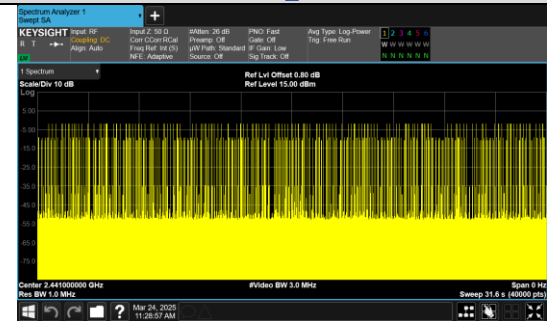 Spectrum Analyzer 1
Swept SA
KEYSIGHT
R T
Input: RF
Coupling: DC
Align: Auto
Input Z: 50 Ω
Corr CCorr RCal
Freq Ref: Int (S)
NFE: Adaptive
#Atten: 26 dB
Preamp: Off
µW Path: Standard
Source: Off
PNO: Fast
Gate: Off
IF Gain: Low
Sig Track: Off
Avg Type: Log-Power
Trig: Free Run
1 2 3 4 5 6
W W W W W W
N N N N N N
1 Spectrum
Scale/Div 10 dB
Ref Lvl Offset 0.80 dB
Ref Level 15.00 dBm
Log
5.00
-5.00
-15.0
-25.0
-35.0
-45.0
-55.0
-65.0
-75.0
Center 2.441000000 GHz
#Video BW 3.0 MHz
Span 0 Hz
Res BW 1.0 MHz
Sweep 31.6 s (40000 pts)
?
Mar 24, 2025
11:28:57 AM